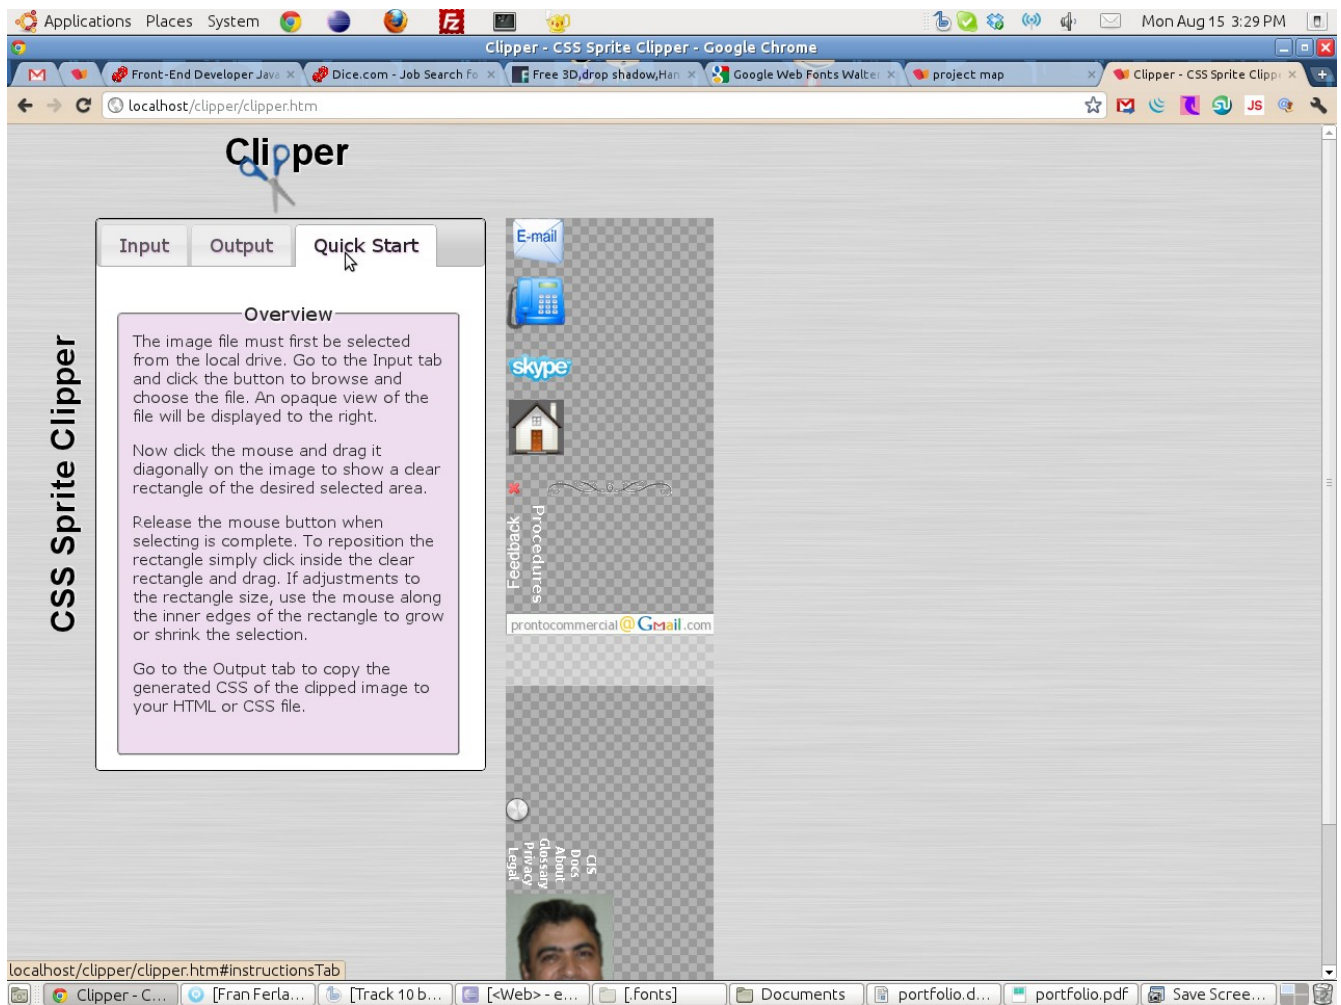 Applications Places System
Mon Aug 15 3:29 PM
Clipper - CSS Sprite Clipper - Google Chrome
Front-End Developer Java
Dice.com - Job Search fo
Free 3D,drop shadow,Han
Google Web Fonts Walter
project map
Clipper - CSS Sprite Clipp
localhost/clipper/clipper.htm
JS
Clipper
CSS Sprite Clipper
Input
Output
Quick Start
Overview
The image file must first be selected
from the local drive. Go to the Input tab
and click the button to browse and
choose the file. An opaque view of the
file will be displayed to the right.
Now click the mouse and drag it
diagonally on the image to show a clear
rectangle of the desired selected area.
Release the mouse button when
selecting is complete. To reposition the
rectangle simply click inside the clear
rectangle and drag. If adjustments to
the rectangle size, use the mouse along
the inner edges of the rectangle to grow
or shrink the selection.
Go to the Output tab to copy the
generated CSS of the clipped image to
your HTML or CSS file.
E-mail
skype
Feedback
Procedures
prontocommercial@Gmail.com
Legal
Privacy
Glossary
About
Docs
CJS
localhost/clipper/clipper.htm#instructionsTab
Clipper - C...
[Fran Ferla...
[Track 10 b...
[<Web> - e...
[.fonts]
Documents
portfolio.d...
portfolio.pdf
Save Scree...